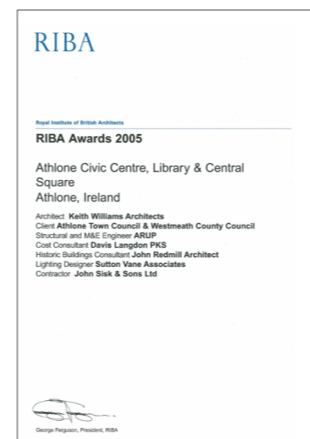 RIBA
Royal Institute of British Architects
RIBA Awards 2005
Athlone Civic Centre, Library & Central
Square
Athlone, Ireland
Architect Keith Williams Architects
Client Athlone Town Council & Westmeath County Council
Structural and M&E Engineer ARUP
Cost Consultant Davis Langdon PKS
Historic Buildings Consultant John Redmill Architect
Lighting Designer Sutton Vane Associates
Contractor John Sisk & Sons Ltd
George Ferguson, President, RIBA